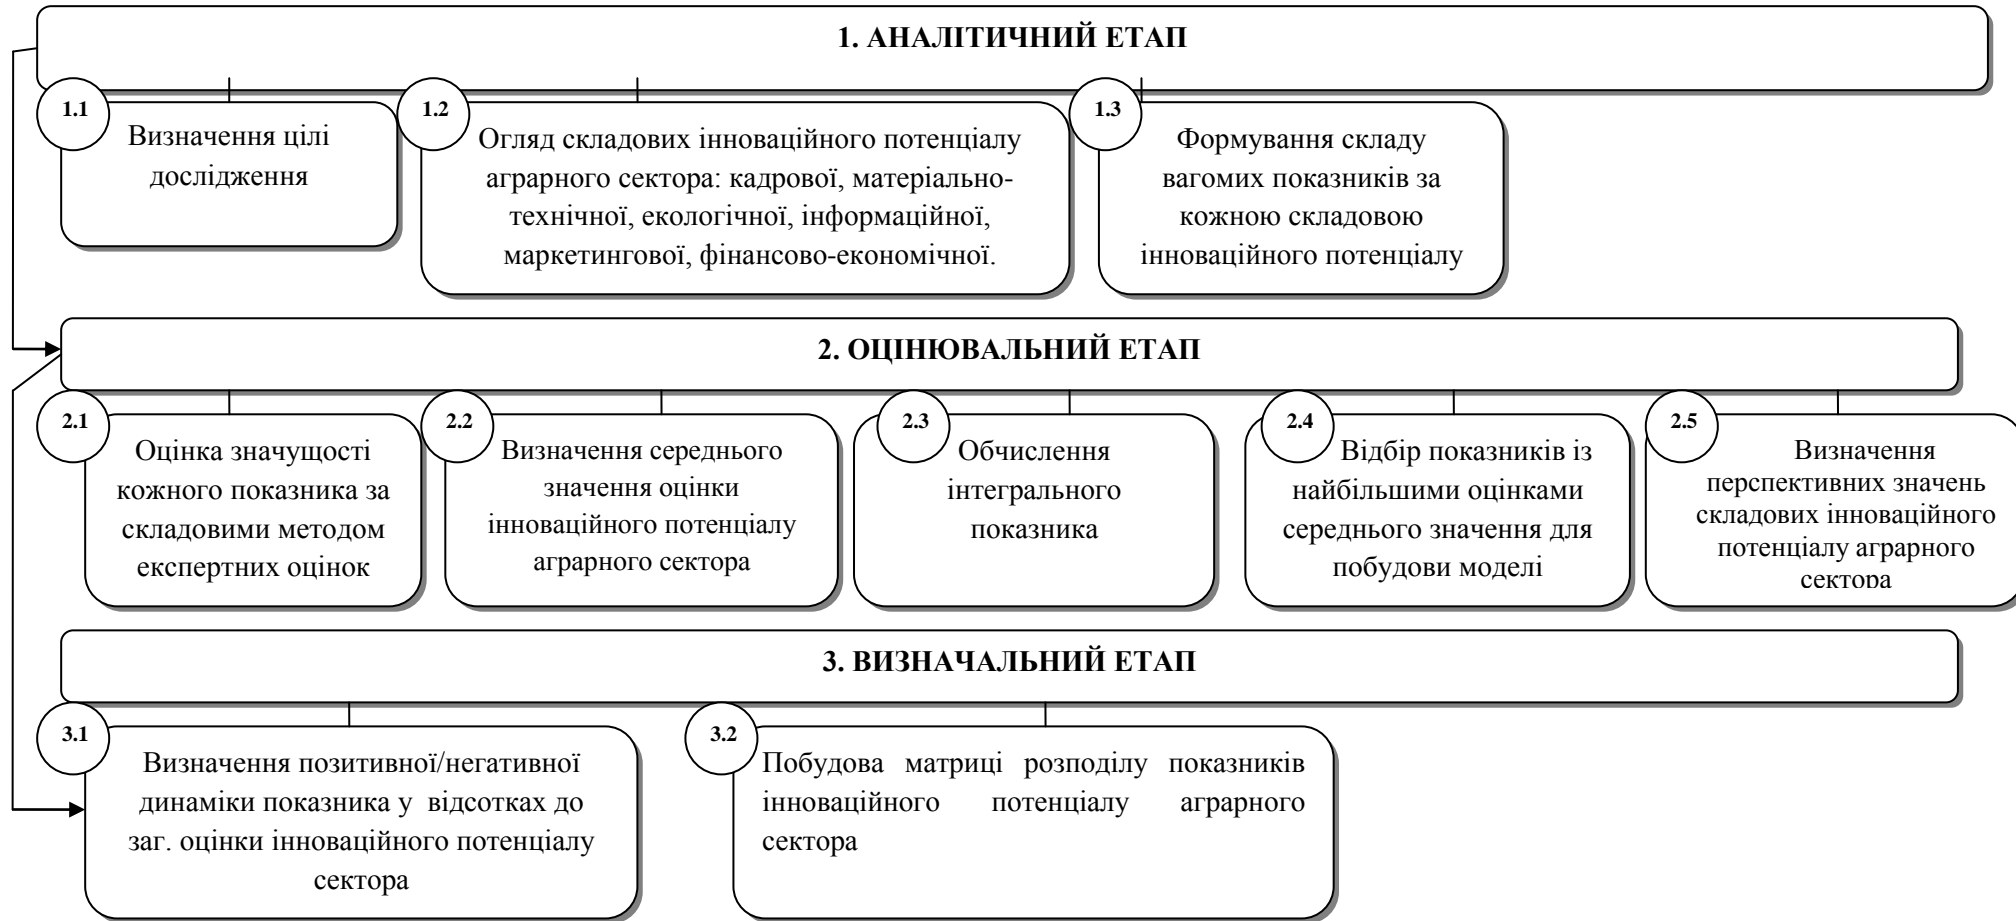 1. АНАЛІТИЧНИЙ ЕТАП
1.1
Визначення цілі
дослідження
1.2
Огляд складових інноваційного потенціалу
аграрного сектора: кадрової, матеріально-
технічної, екологічної, інформаційної,
маркетингової, фінансово-економічної.
1.3
Формування складу
вагомих показників за
кожною складовою
інноваційного потенціалу
2. ОЦІНЮВАЛЬНИЙ ЕТАП
2.1
Оцінка значущості
кожного показника за
складовими методом
експертних оцінок
2.2
Визначення середнього
значення оцінки
інноваційного потенціалу
аграрного сектора
2.3
Обчислення
інтегрального
показника
2.4
Відбір показників із
найбільшими оцінками
середнього значення для
побудови моделі
2.5
Визначення
перспективних значень
складових інноваційного
потенціалу аграрного
сектора
3. ВИЗНАЧАЛЬНИЙ ЕТАП
3.1
Визначення позитивної/негативної
динаміки показника у відсотках до
заг. оцінки інноваційного потенціалу
сектора
3.2
Побудова матриці розподілу показників
інноваційного потенціалу аграрного
сектора